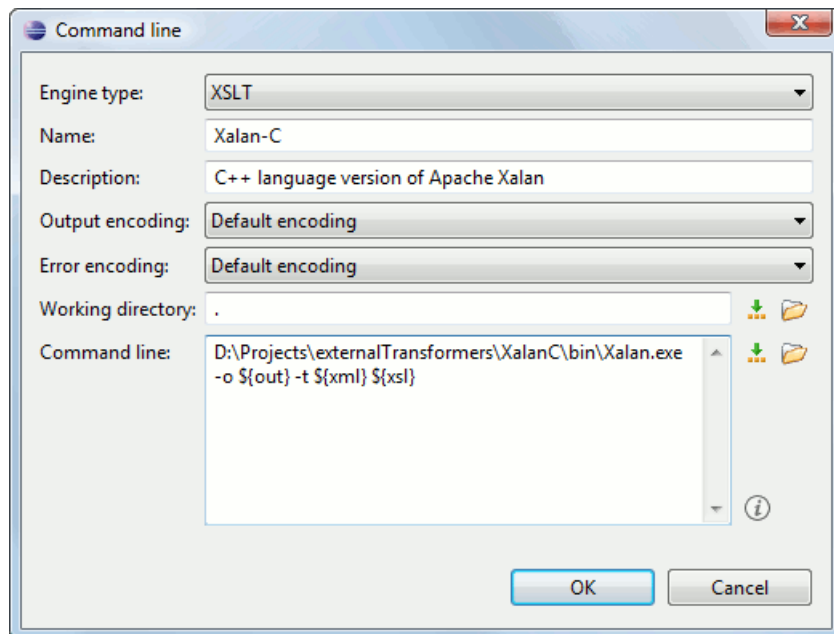 Command line
Engine type: XSLT
Name: Xalan-C
Description: C++ language version of Apache Xalan
Output encoding: Default encoding
Error encoding: Default encoding
Working directory: .
Command line: D:\Projects\externalTransformers\XalanC\bin\Xalan.exe
-o ${out} -t ${xml} ${xsl}
OK Cancel